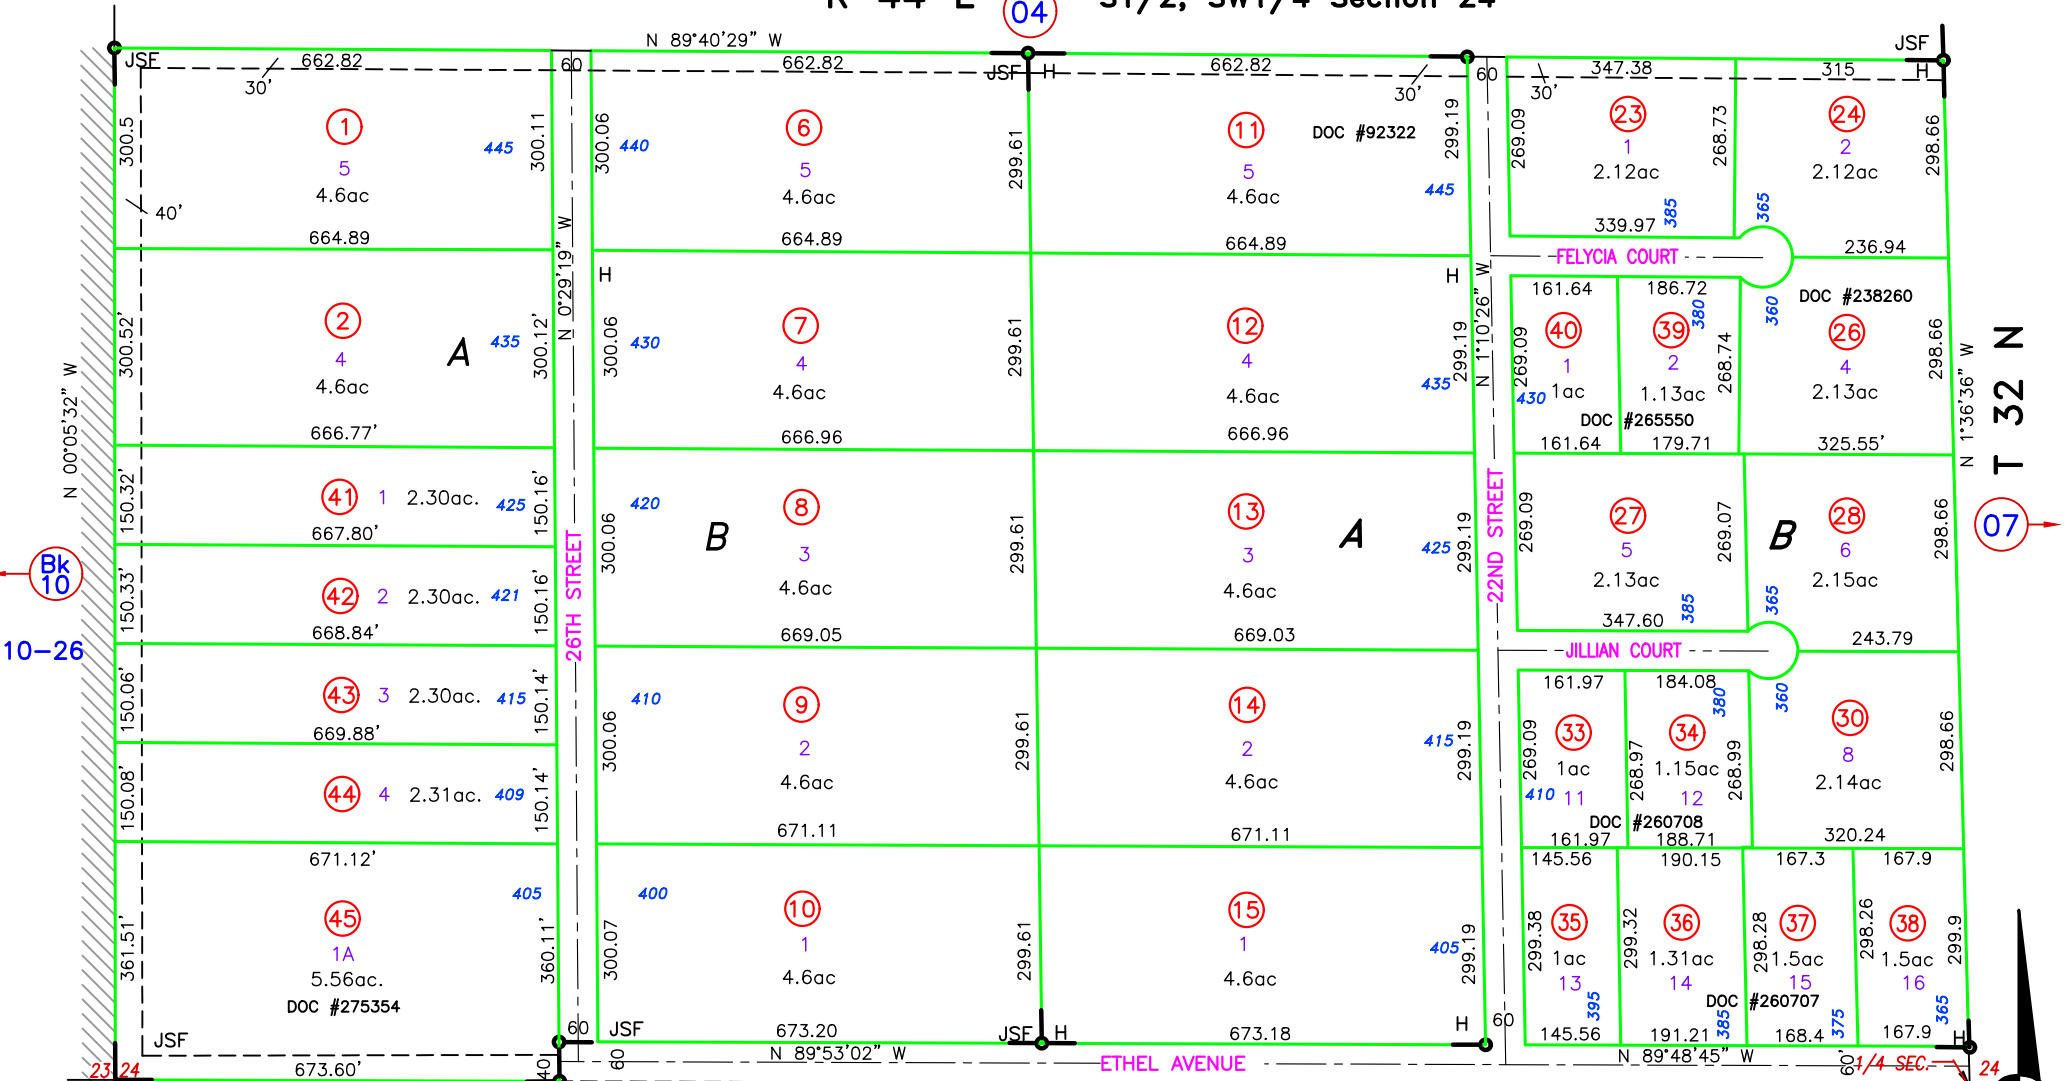 R 44 E 04 S1/2, SW1/4 Section 24
N 89°40'29" W
JSF 662.82 60 662.82 JSF H 662.82 60 347.38 315 JSF H
30' 30' 30'
300.5 1 5 4.6ac 445 300.11 300.06 440 6 5 4.6ac 299.61 11 5 4.6ac DOC #92322 445 299.19 269.09 23 1 2.12ac 268.73 24 2 2.12ac 298.66
40'
664.89 664.89 664.89 339.97 385 365 236.94
FELYCIA COURT
N 0°29'19" W
H H
N 1°10'26" W
161.64 186.72 380 360 DOC #238260
300.52' 2 4 4.6ac A 435 300.12' 300.06 430 7 4 4.6ac 299.61 12 4 4.6ac 435 299.19 269.09 40 1 1ac 430 39 2 1.13ac 268.74 26 4 2.13ac 298.66
DOC #265550
N 00°05'32" W
N 1°36'36" W
T 32 N
666.77' 666.96 666.96 161.64 179.71 325.55'
150.32' 41 1 2.30ac. 425 150.16'
667.80'
300.06 420 B 8 3 4.6ac 299.61 13 3 4.6ac A 425 299.19
269.09 27 5 2.13ac 269.07 B 28 6 2.15ac 298.66
07
26TH STREET
22ND STREET
Bk
10
10-26
150.33' 42 2 2.30ac. 421 150.16'
668.84' 669.05 669.03 347.60 385 365 243.79
JILLIAN COURT
161.97 184.08 380 360
150.06' 43 3 2.30ac. 415 150.14'
669.88'
300.06 410 9 2 4.6ac 299.61 14 2 4.6ac 415 299.19
269.09 33 1ac 410 11 268.97 34 1.15ac 12 268.99 30 8 2.14ac 298.66
DOC #260708
150.08' 44 4 2.31ac. 409 150.14'
671.12' 671.11 671.11 161.97 188.71 320.24
145.56 190.15 167.3 167.9
361.51' 45 1A 5.56ac. 405 360.11'
DOC #275354
300.07 400 10 1 4.6ac 299.61 15 1 4.6ac 405 299.19
299.38 35 1ac 13 395 299.32 36 1.31ac 14 385 298.28 37 1.5ac 15 375 298.26 38 1.5ac 16 365 299.9
DOC #260707
JSF 60 JSF 673.20 JSF H 673.18 H 60 145.56 191.21 168.4 167.9 H
60 N 89°53'02" W ETHEL AVENUE N 89°48'45" W 60' 1/4 SEC. 24
23 24 673.60' 40